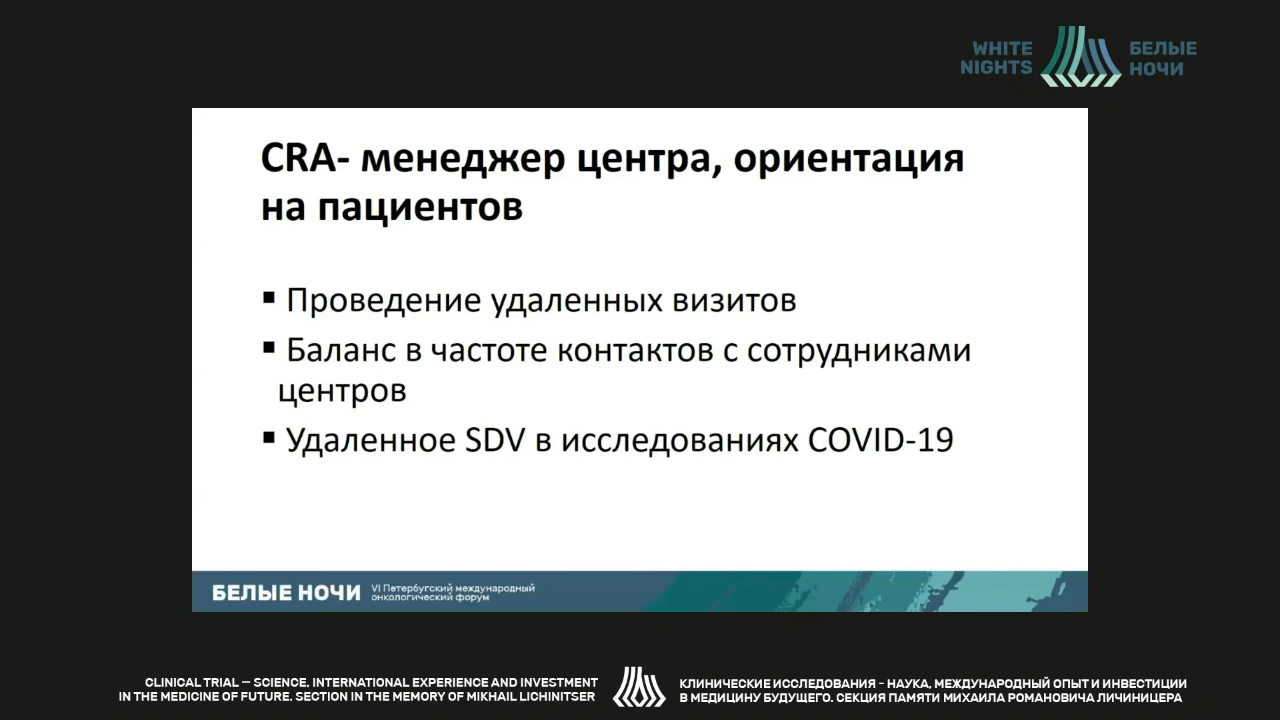 WHITE
NIGHTS
БЕЛЫЕ
НОЧИ
CRA- менеджер центра, ориентация
на пациентов
▪ Проведение удаленных визитов
▪ Баланс в частоте контактов с сотрудниками
центров
▪ Удаленное SDV в исследованиях COVID-19
БЕЛЫЕ НОЧИ
VI Петербугский международный
онкологический форум
CLINICAL TRIAL – SCIENCE, INTERNATIONAL EXPERIENCE AND INVESTMENT
IN THE MEDICINE OF FUTURE. SECTION IN THE MEMORY OF MIKHAIL LICHINITSER
КЛИНИЧЕСКИЕ ИССЛЕДОВАНИЯ - НАУКА, МЕЖДУНАРОДНЫЙ ОПЫТ И ИНВЕСТИЦИИ
В МЕДИЦИНУ БУДУЩЕГО. СЕКЦИЯ ПАМЯТИ МИХАИЛА РОМАНОВИЧА ЛИЧИНИЦЕРА